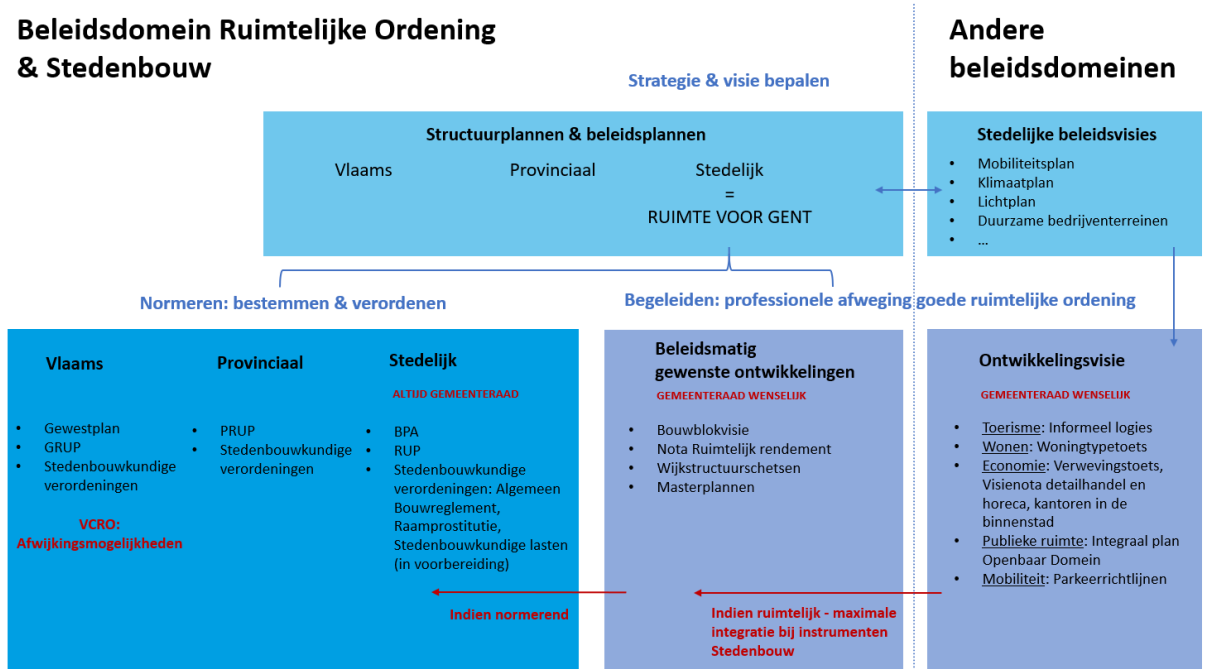 Beleidsdomein Ruimtelijke Ordening
& Stedenbouw
Andere
beleidsdomeinen
Strategie & visie bepalen
Structuurplannen & beleidsplannen
Vlaams
Provinciaal
Stedelijk
=
RUIMTE VOOR GENT
Stedelijke beleidsvisies
• Mobiliteitsplan
• Klimaatplan
• Lichtplan
• Duurzame bedrijventerreinen
• ...
Normeren: bestemmen & verordenen
Begeleiden: professionele afweging goede ruimtelijke ordening
Vlaams
• Gewestplan
• GRUP
• Stedenbouwkundige
verordeningen
VCRO:
Afwijkingsmogelijkheden
Provinciaal
• PRUP
• Stedenbouwkundige
verordeningen
Stedelijk
ALTIJD GEMEENTERAAD
• BPA
• RUP
• Stedenbouwkundige
verordeningen: Algemeen
Bouwreglement,
Raamprostitutie,
Stedenbouwkundige lasten
(in voorbereiding)
Indien normerend
Beleidsmatig
gewenste ontwikkelingen
GEMEENTERAAD WENSELIJK
• Bouwblokvisie
• Nota Ruimtelijk rendement
• Wijkstructuurschetsen
• Masterplannen
Indien ruimtelijk - maximale
integratie bij instrumenten
Stedenbouw
Ontwikkelingsvisie
GEMEENTERAAD WENSELIJK
• Toerisme: Informeel logies
• Wonen: Woningtypetoets
• Economie: Verwevingstoets,
Visienota detailhandel en
horeca, kantoren in de
binnenstad
• Publieke ruimte: Integraal plan
Openbaar Domein
• Mobiliteit: Parkeerrichtlijnen